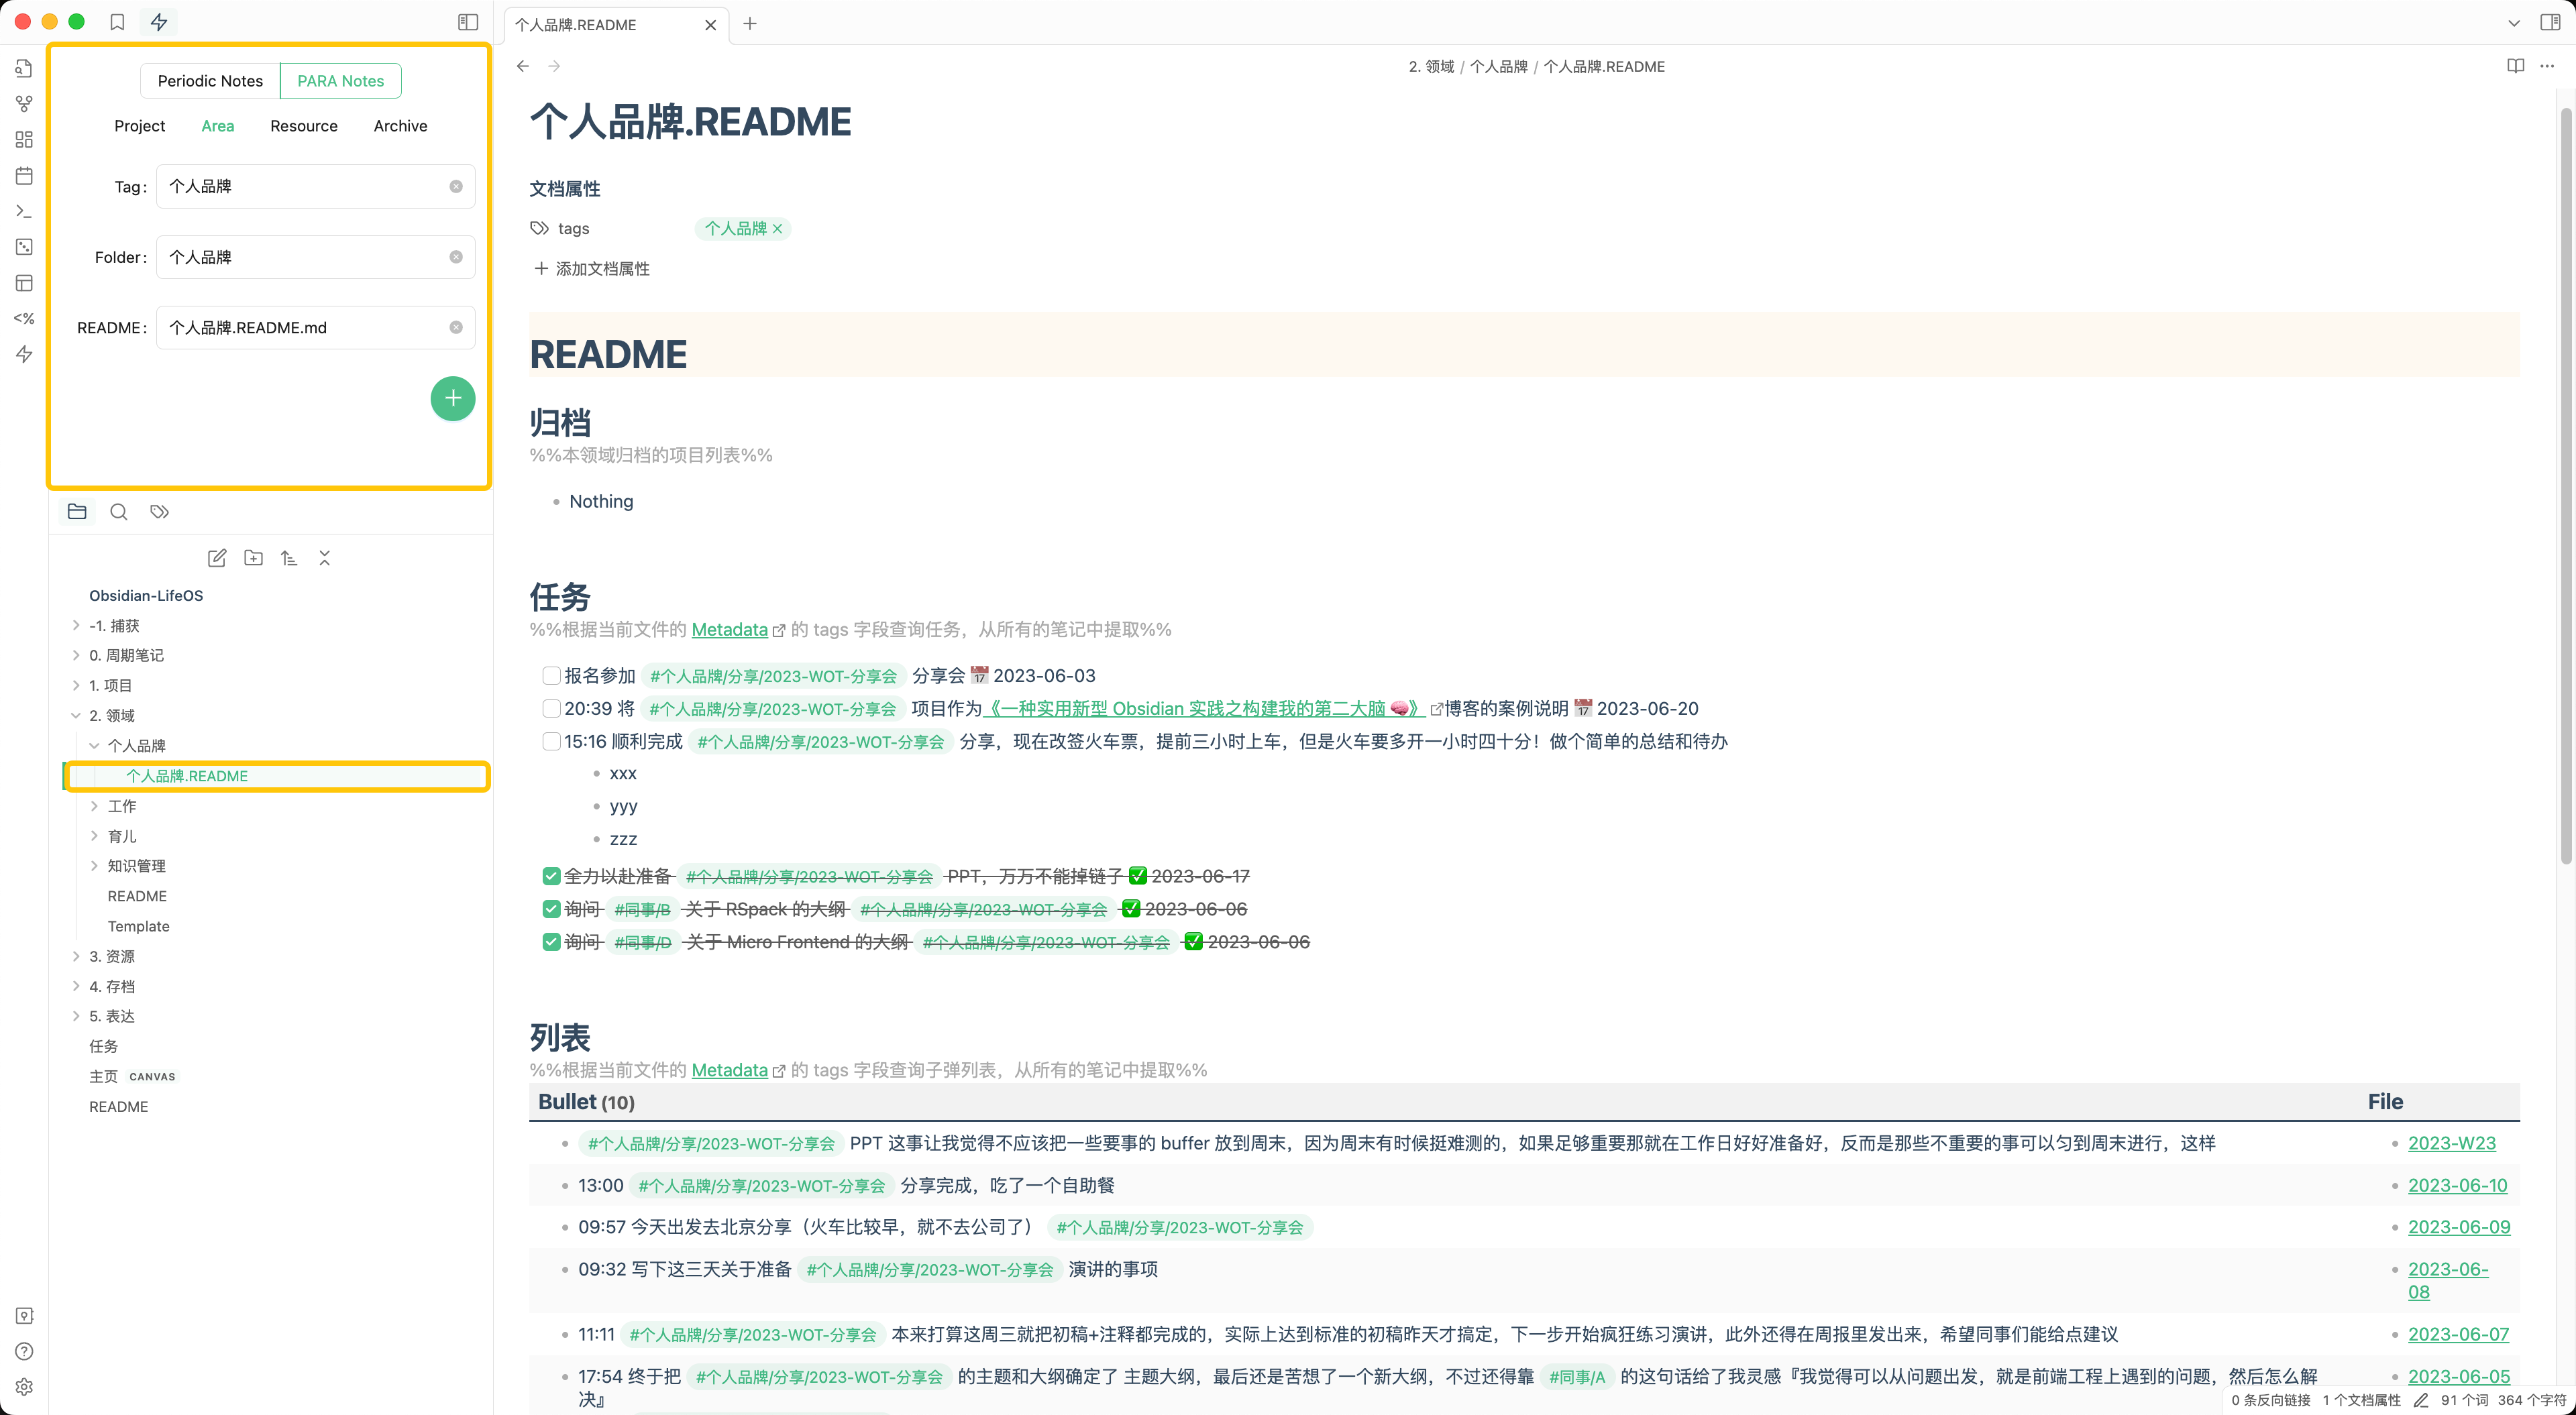 个人品牌.README
Periodic Notes PARA Notes
Project Area Resource Archive
Tag: 个人品牌
Folder: 个人品牌
README: 个人品牌.README.md
Obsidian-LifeOS
-1. 捕获
0. 周期笔记
1. 项目
2. 领域
个人品牌
个人品牌.README
工作
育儿
知识管理
README
Template
3. 资源
4. 存档
5. 表达
任务
主页 CANVAS
README
2. 领域 / 个人品牌 / 个人品牌.README
个人品牌.README
文档属性
tags 个人品牌
添加文档属性
README
归档
%%本领域归档的项目列表%%
Nothing
任务
%%根据当前文件的 Metadata 的 tags 字段查询任务，从所有的笔记中提取%%
报名参加 #个人品牌/分享/2023-WOT-分享会 分享会 📅 2023-06-03
20:39 将 #个人品牌/分享/2023-WOT-分享会 项目作为《一种实用新型 Obsidian 实践之构建我的第二大脑 🧠》博客的案例说明 📅 2023-06-20
15:16 顺利完成 #个人品牌/分享/2023-WOT-分享会 分享，现在改签火车票，提前三小时上车，但是火车要多开一小时四十分！做个简单的总结和待办
xxx
yyy
zzz
全力以赴准备 #个人品牌/分享/2023-WOT-分享会 PPT，万万不能掉链子 ✅ 2023-06-17
询问 #同事/B 关于 RSpack 的大纲 #个人品牌/分享/2023-WOT-分享会 ✅ 2023-06-06
询问 #同事/D 关于 Micro Frontend 的大纲 #个人品牌/分享/2023-WOT-分享会 ✅ 2023-06-06
列表
%%根据当前文件的 Metadata 的 tags 字段查询子弹列表，从所有的笔记中提取%%
Bullet (10) File
#个人品牌/分享/2023-WOT-分享会 PPT 这事让我觉得不应该把一些要事的 buffer 放到周末，因为周末有时候挺难测的，如果足够重要那就在工作日好好准备好，反而是那些不重要的事可以匀到周末进行，这样 2023-W23
13:00 #个人品牌/分享/2023-WOT-分享会 分享完成，吃了一个自助餐 2023-06-10
09:57 今天出发去北京分享（火车比较早，就不去公司了） #个人品牌/分享/2023-WOT-分享会 2023-06-09
09:32 写下这三天关于准备 #个人品牌/分享/2023-WOT-分享会 演讲的事项 2023-06-
08
11:11 #个人品牌/分享/2023-WOT-分享会 本来打算这周三就把初稿+注释都完成的，实际上达到标准的初稿昨天才搞定，下一步开始疯狂练习演讲，此外还得在周报里发出来，希望同事们能给点建议 2023-06-07
17:54 终于把 #个人品牌/分享/2023-WOT-分享会 的主题和大纲确定了 主题大纲，最后还是苦想了一个新大纲，不过还得靠 #同事/A 的这句话给了我灵感『我觉得可以从问题出发，就是前端工程上遇到的问题，然后怎么解 2023-06-05
决』
0 条反向链接 1 个文档属性 91 个词 364 个字符